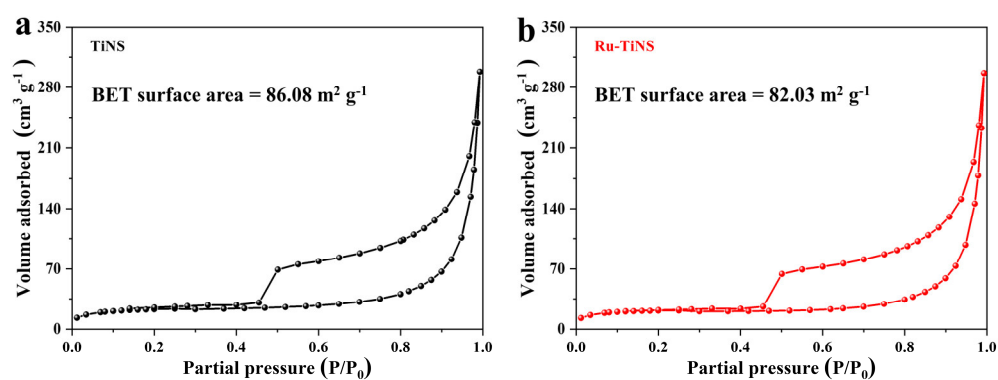 a
TiNS
BET surface area = 86.08 m² g⁻¹
Volume adsorbed (cm³ g⁻¹)
350
280
210
140
70
0
0.0 0.2 0.4 0.6 0.8 1.0
Partial pressure (P/P₀)
b
Ru-TiNS
BET surface area = 82.03 m² g⁻¹
Volume adsorbed (cm³ g⁻¹)
350
280
210
140
70
0
0.0 0.2 0.4 0.6 0.8 1.0
Partial pressure (P/P₀)